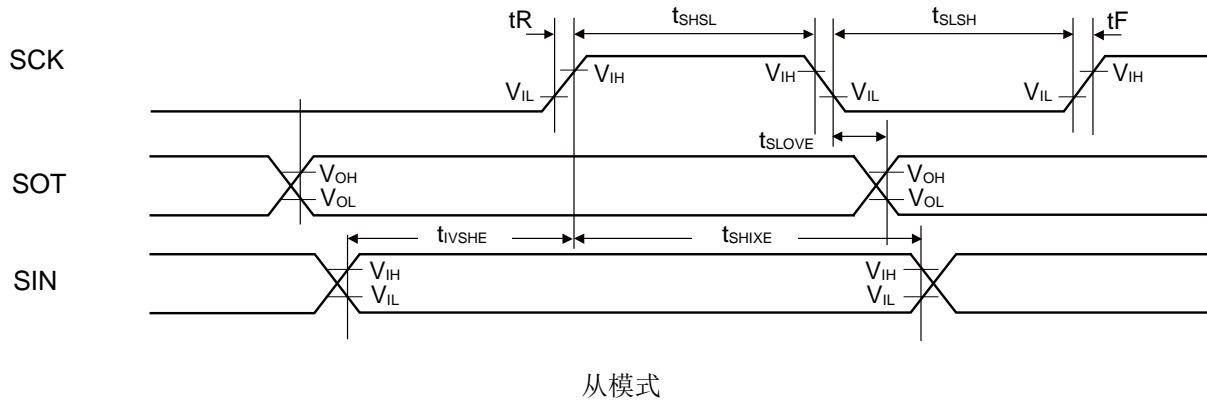 tR tSHSL tSLSH tF
SCK
VIH VIH VIH
VIL VIL VIL
tSLOVE
SOT
VOH VOH
VOL VOL
tIVSHE tSHIXE
SIN
VIH VIH
VIL VIL
从模式